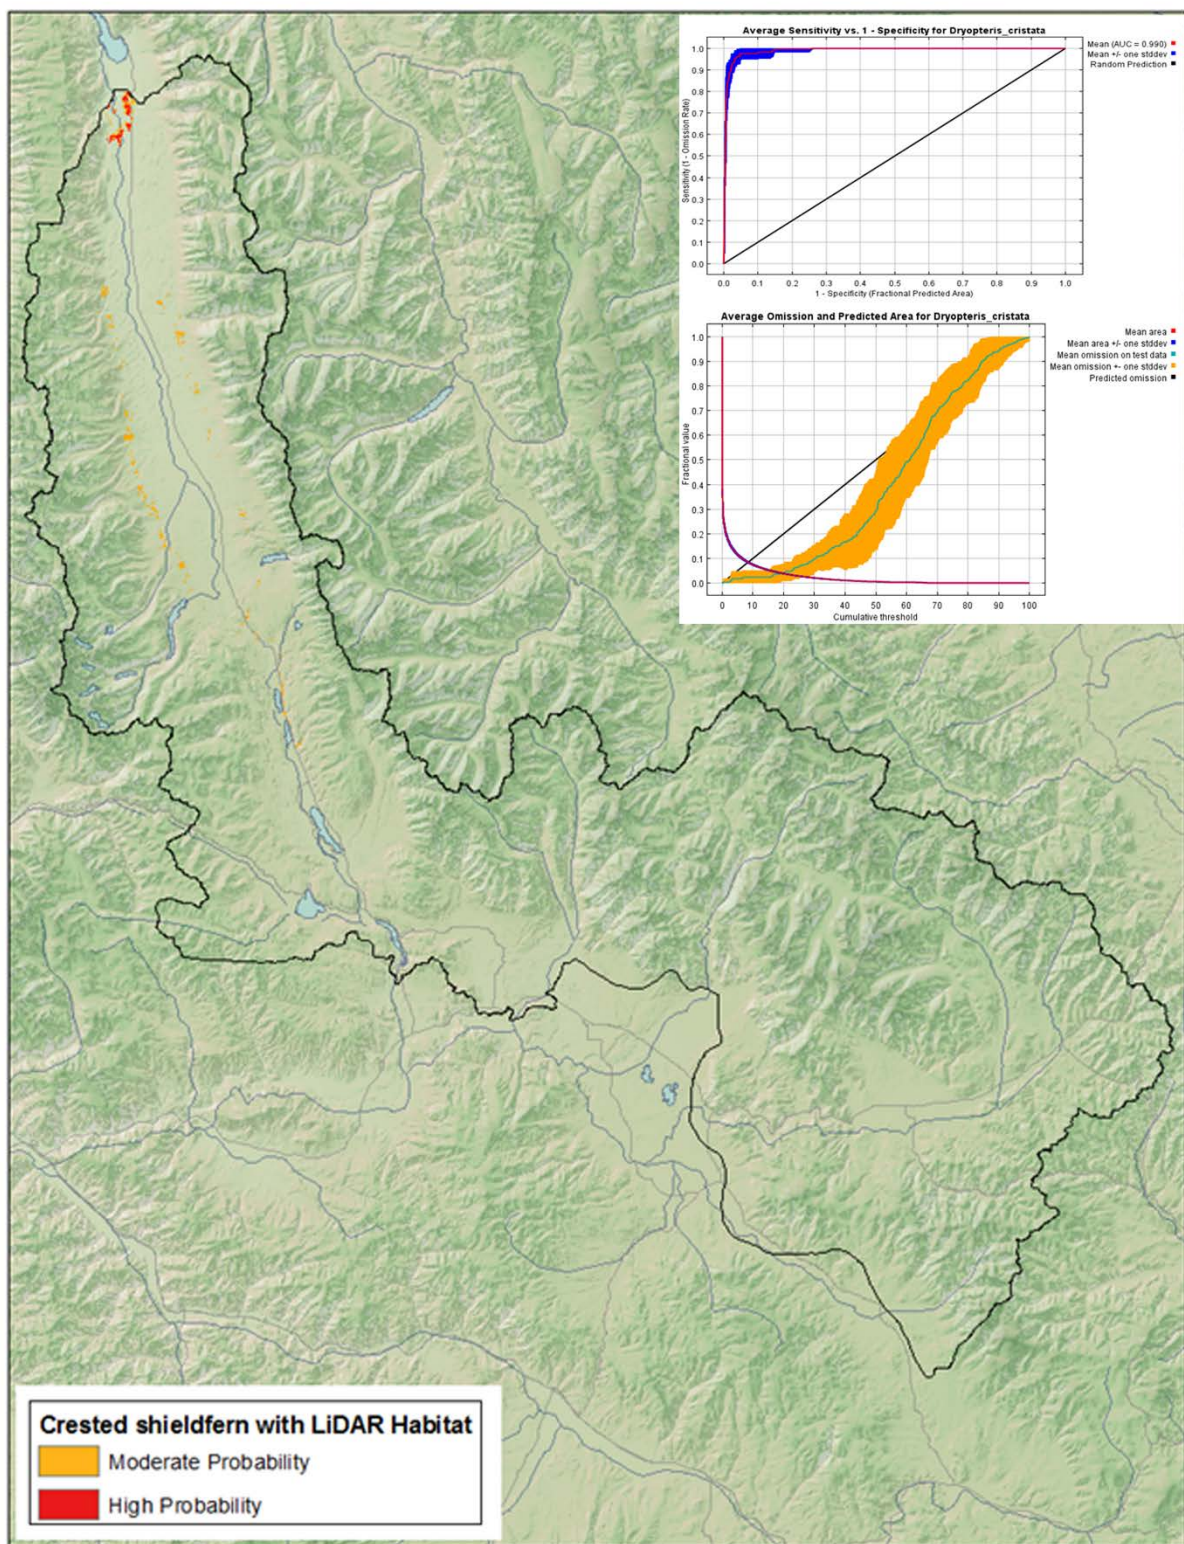 Average Sensitivity vs. 1 - Specificity for Dryopteris_cristata
Mean (AUC = 0.990)
Mean +/- one stddev
Random Prediction
Sensitivity (1 - Omission Rate)
1.0
0.9
0.8
0.7
0.6
0.5
0.4
0.3
0.2
0.1
0.0
0.0 0.1 0.2 0.3 0.4 0.5 0.6 0.7 0.8 0.9 1.0
1 - Specificity (Fractional Predicted Area)
Average Omission and Predicted Area for Dryopteris_cristata
Mean area
Mean area +/- one stddev
Mean omission on test data
Mean omission +- one stddev
Predicted omission
Fractional value
1.0
0.9
0.8
0.7
0.6
0.5
0.4
0.3
0.2
0.1
0.0
0 10 20 30 40 50 60 70 80 90 100
Cumulative threshold
Crested shieldfern with LiDAR Habitat
Moderate Probability
High Probability